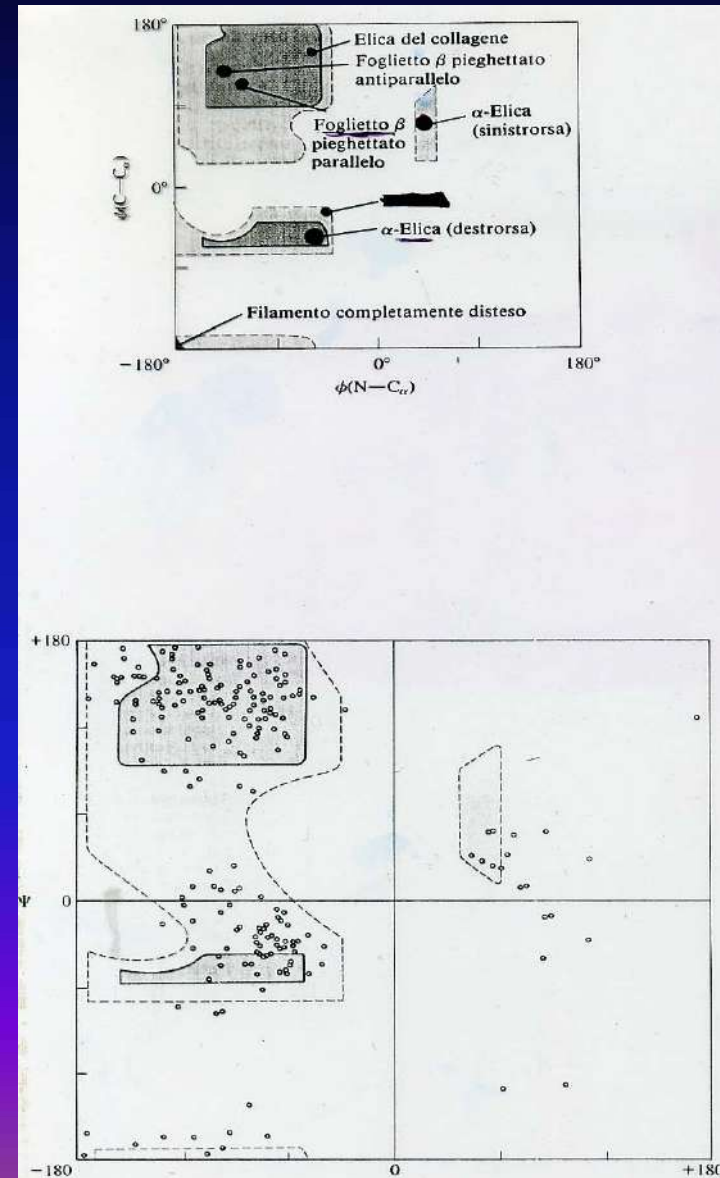 180°
Elica del collagene
Foglietto β pieghettato
antiparallelo
Foglietto β
pieghettato
parallelo
α-Elica
(sinistrorsa)
ϕ(C—Cα)
0°
α-Elica (destrorsa)
Filamento completamente disteso
−180°
0°
180°
ϕ(N—Cα)
+180
Ψ
0
−180
0
+180